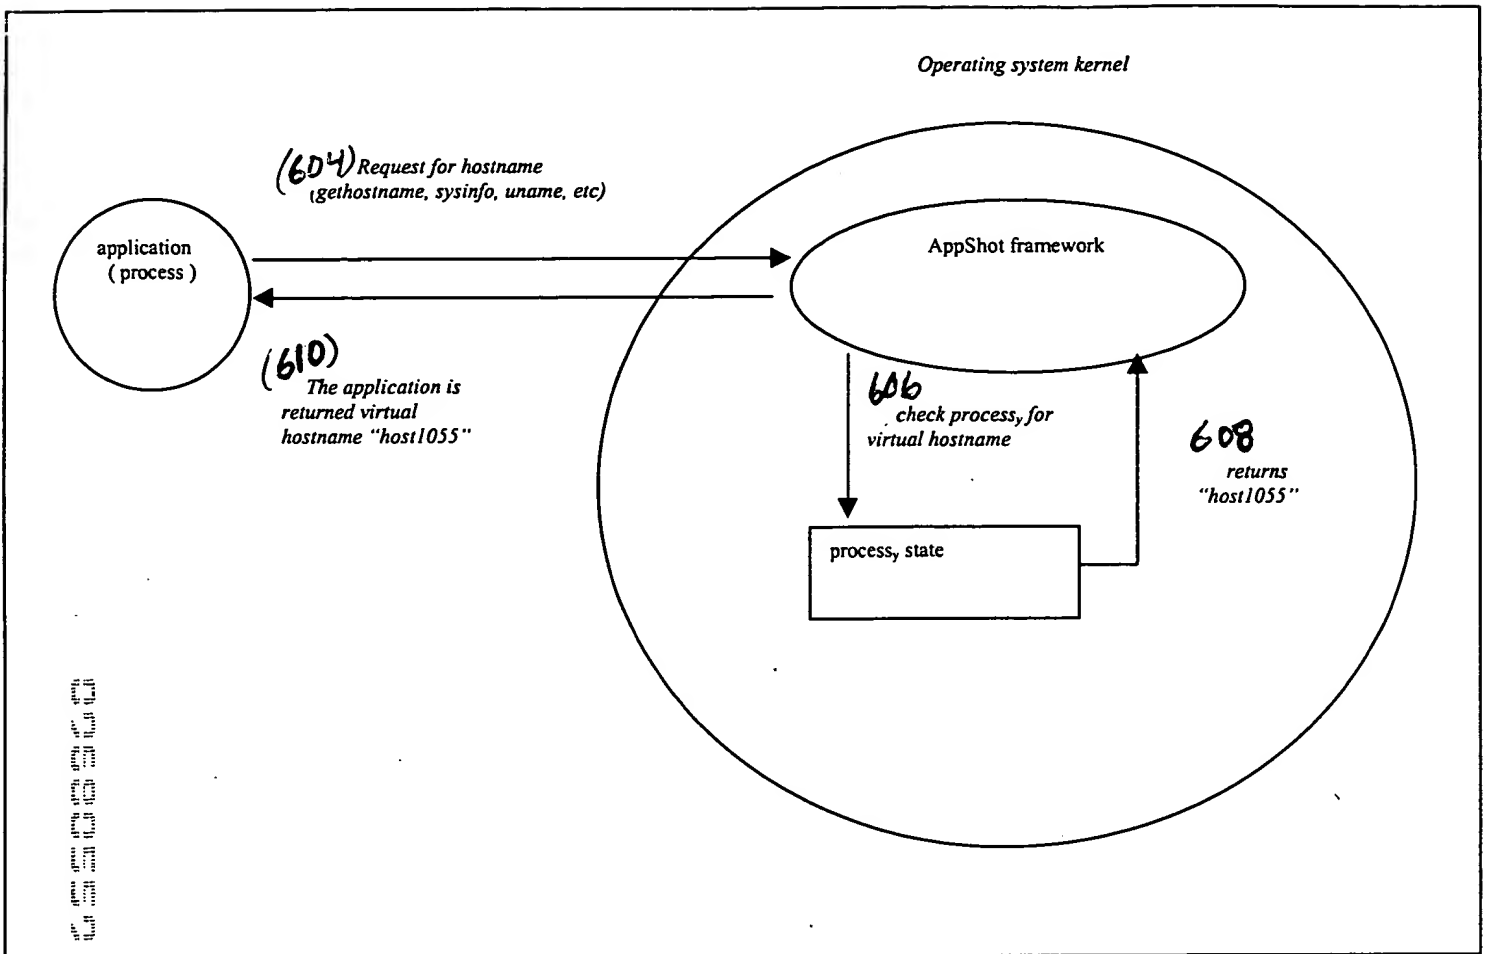 Operating system kernel
(604) Request for hostname
(gethostname, sysinfo, uname, etc)
application
( process )
AppShot framework
(610)
The application is
returned virtual
hostname "host1055"
606
check processy for
virtual hostname
608
returns
"host1055"
processy state